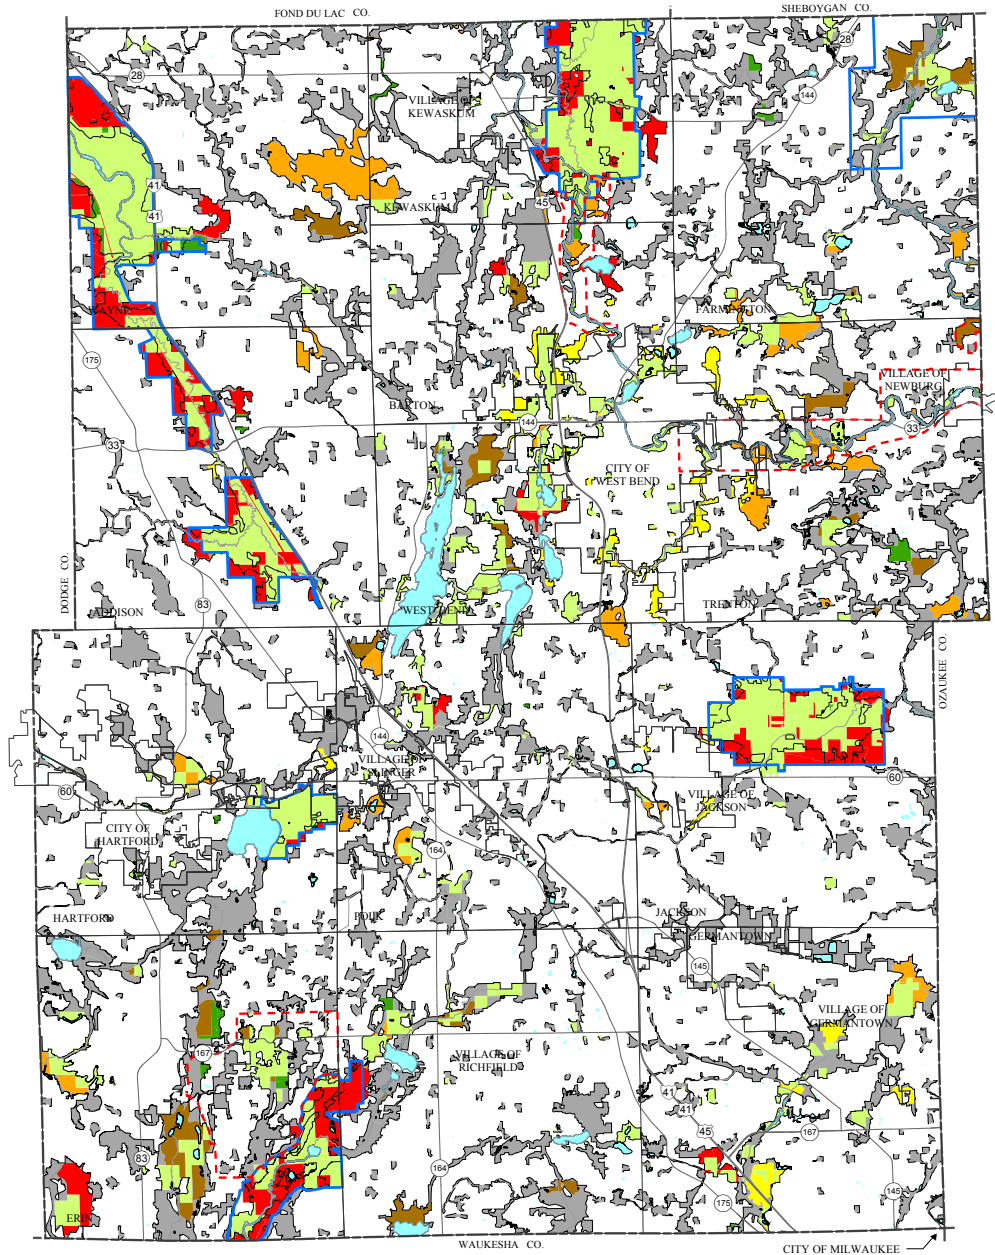 FOND DU LAC CO.
SHEBOYGAN CO.
28
28
144
VILLAGE OF
KEWASKUM
41
45
KEWASKUM
41
WAYNE
FARMINGTON
175
VILLAGE OF
NEWBURG
BARTON
144
33
33
CITY OF
WEST BEND
DODGE CO.
83
ADDISON
WEST BEND
TRENTON
OZAUKEE CO.
144
VILLAGE OF
SLINGER
60
60
VILLAGE OF
JACKSON
CITY OF
HARTFORD
164
HARTFORD
POLK
JACKSON
GERMANTOWN
145
VILLAGE OF
GERMANTOWN
167
VILLAGE OF
RICHFIELD
41
41
45
167
83
164
175
145
ERIN
WAUKESHA CO.
CITY OF MILWAUKEE